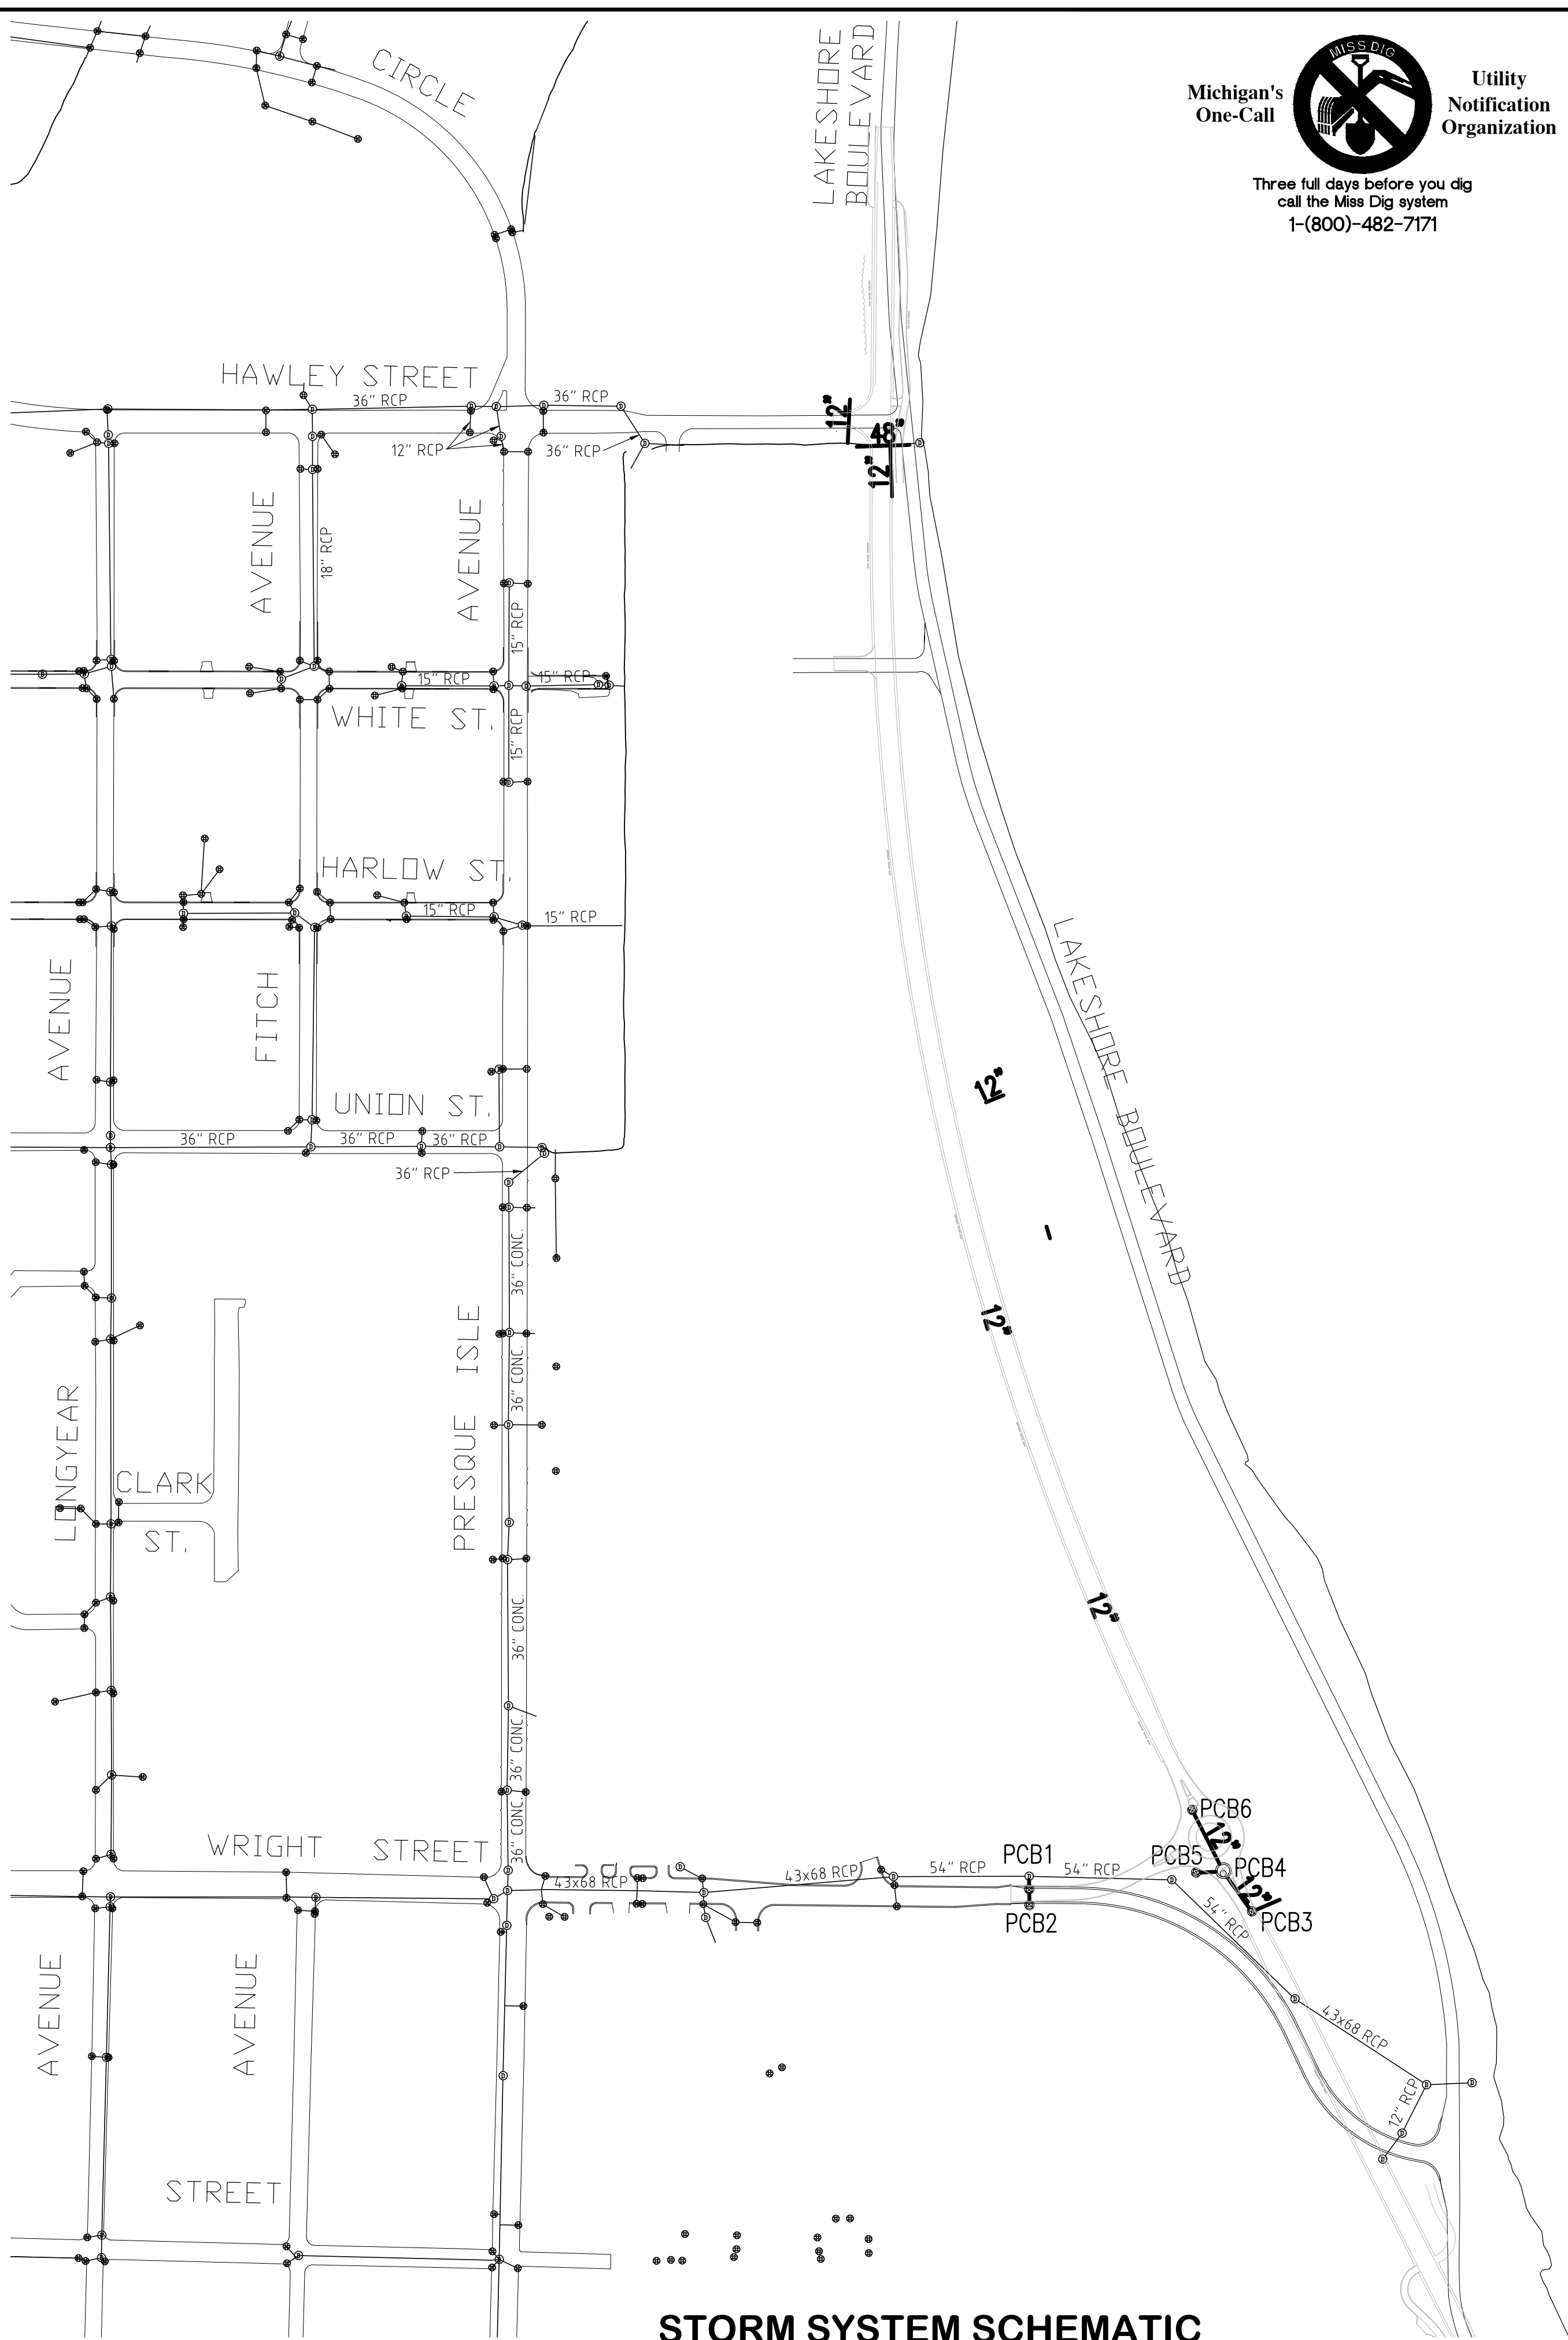 CIRCLE
LAKESHORE
BOULEVARD
MISS DIG
Michigan's
One-Call
Utility
Notification
Organization
Three full days before you dig
call the Miss Dig system
1-(800)-482-7171
HAWLEY STREET
36" RCP
36" RCP
12"
48"
12"
12" RCP
36" RCP
AVENUE
18" RCP
AVENUE
15" RCP
15" RCP
15" RCP
WHITE ST.
15" RCP
HARLOW ST.
15" RCP
15" RCP
LAKESHORE BOULEVARD
AVENUE
FITCH
12"
UNION ST.
36" RCP
36" RCP
36" RCP
36" RCP
36" CONC.
12"
PRESQUE ISLE
36" CONC.
LONGYEAR
CLARK
ST.
36" CONC.
12"
36" CONC.
36" CONC.
WRIGHT STREET
43x68 RCP
43x68 RCP
54" RCP
PCB1
54" RCP
PCB2
PCB6
12"
PCB5
PCB4
12"
PCB3
54" RCP
43x68 RCP
12" RCP
AVENUE
AVENUE
STREET
STORM SYSTEM SCHEMATIC